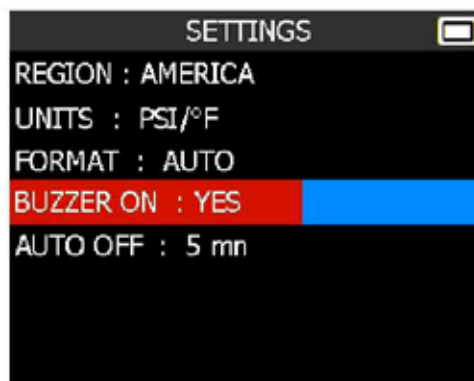 SETTINGS
REGION : AMERICA
UNITS : PSI/°F
FORMAT : AUTO
BUZZER ON : YES
AUTO OFF : 5 mn